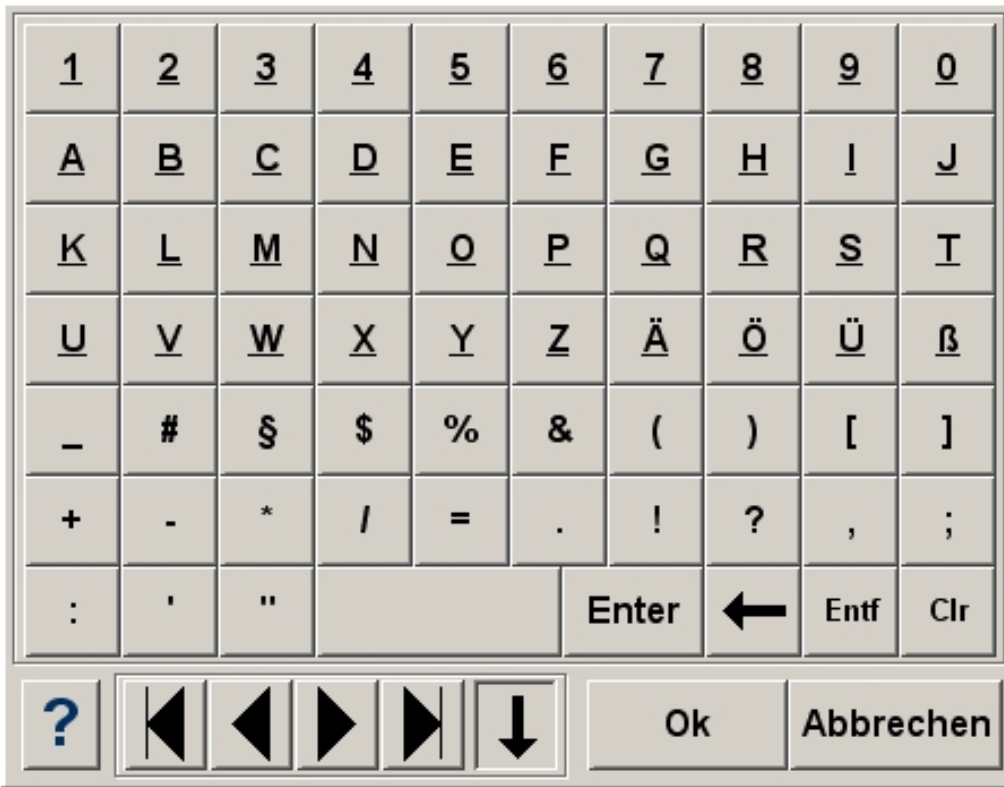 1 2 3 4 5 6 7 8 9 0
A B C D E F G H I J
K L M N O P Q R S T
U V W X Y Z Ä Ö Ü ß
_ # § $ % & ( ) [ ]
+ - * / = . ! ? , ;
: ' " Enter Entf Clr
? Ok Abbrechen